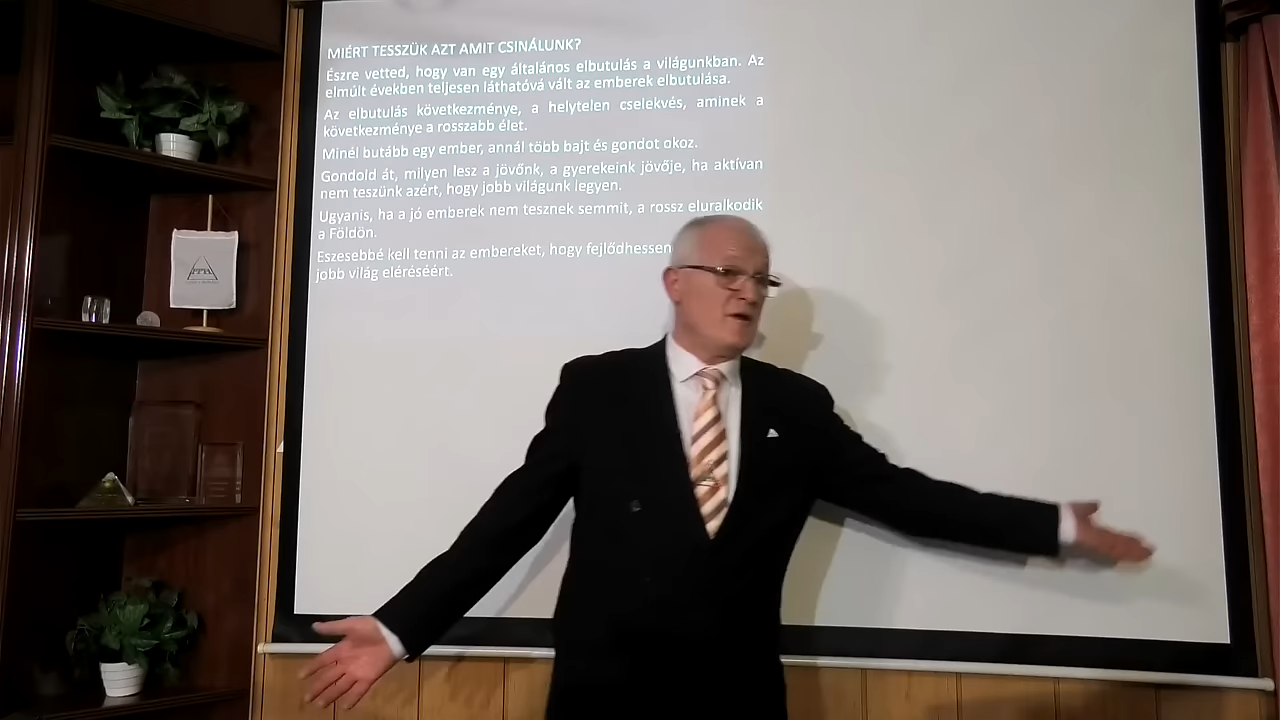 MIÉRT TESSZÜK AZT AMIT CSINÁLUNK?
Észre vetted, hogy van egy általános elbutulás a világunkban. Az
elmúlt években teljesen láthatóvá vált az emberek elbutulása.
Az elbutulás következménye, a helytelen cselekvés, aminek a
következménye a rosszabb élet.
Minél butább egy ember, annál több bajt és gondot okoz.
Gondold át, milyen lesz a jövőnk, a gyerekeink jövője, ha aktívan
nem teszünk azért, hogy jobb világunk legyen.
Ugyanis, ha a jó emberek nem tesznek semmit, a rossz eluralkodik
a Földön.
Eszesebbé kell tenni az embereket, hogy fejlődhessen
jobb világ eléréséért.